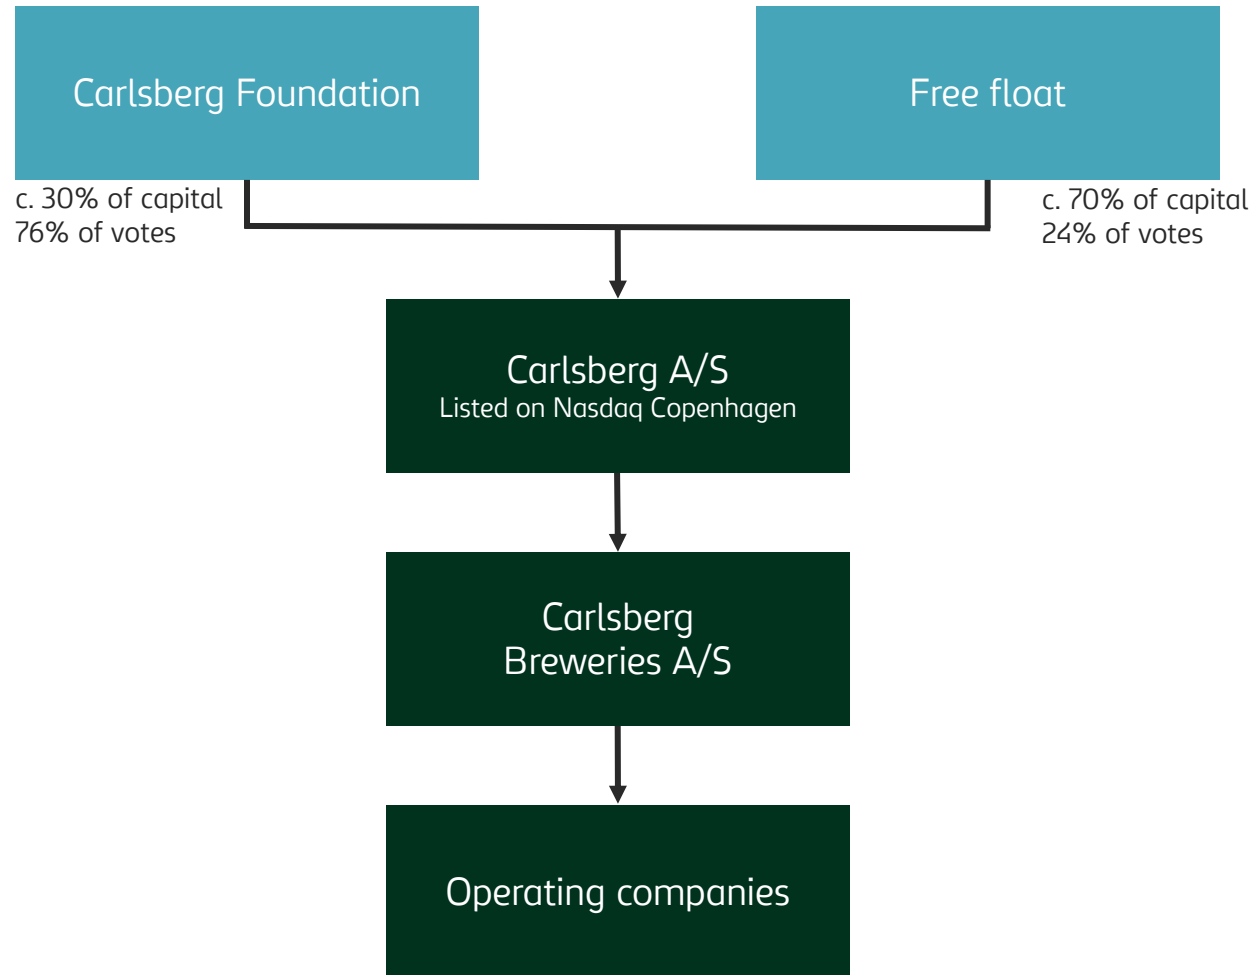 Carlsberg Foundation
Free float
c. 30% of capital
76% of votes
c. 70% of capital
24% of votes
Carlsberg A/S
Listed on Nasdaq Copenhagen
Carlsberg
Breweries A/S
Operating companies